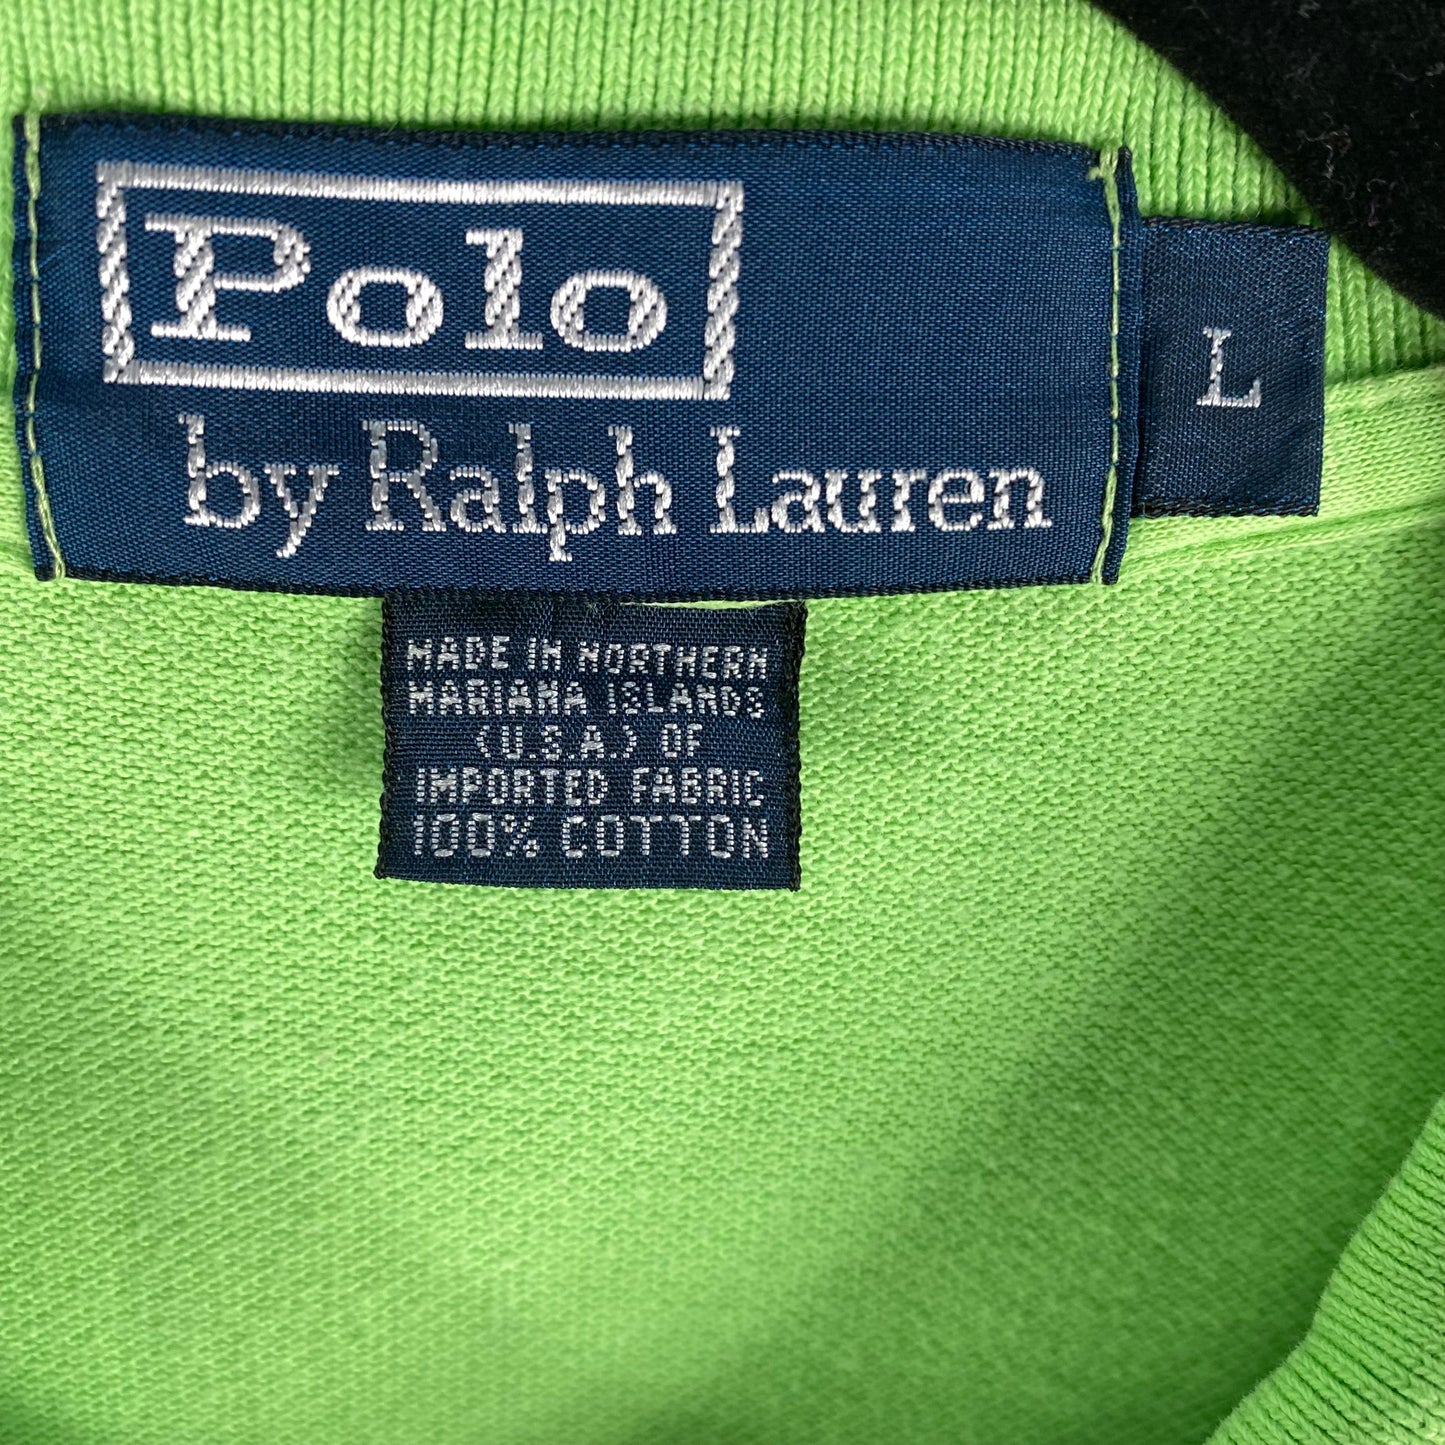 Polo
by Ralph Lauren
L
MADE IN NORTHERN
MARIANA ISLANDS
(U.S.A.) OF
IMPORTED FABRIC
100% COTTON